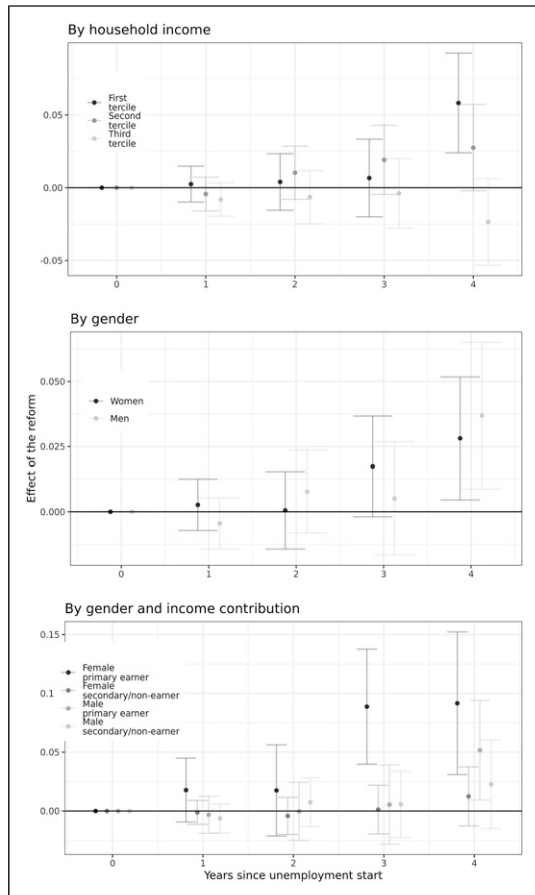 By household income
First
tercile
Second
tercile
Third
tercile
0.05
0.00
-0.05
0 1 2 3 4
By gender
Women
Men
0.050
0.025
0.000
0 1 2 3 4
Effect of the reform
By gender and income contribution
Female
primary earner
Female
secondary/non-earner
Male
primary earner
Male
secondary/non-earner
0.15
0.1
0.05
0.00
0 1 2 3 4
Years since unemployment start